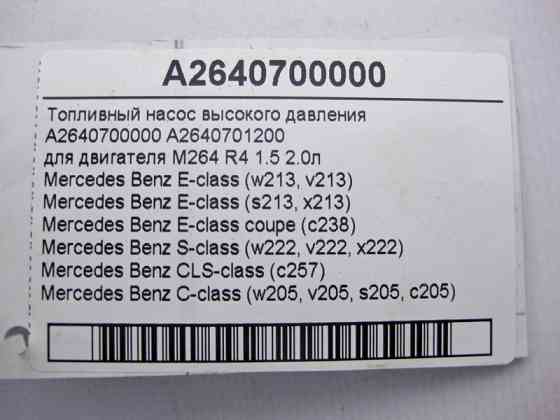 A2640700000
Топливный насос высокого давления
A2640700000 A2640701200
для двигателя M264 R4 1.5 2.0л
Mercedes Benz E-class (w213, v213)
Mercedes Benz E-class (s213, x213)
Mercedes Benz E-class coupe (c238)
Mercedes Benz S-class (w222, v222, x222)
Mercedes Benz CLS-class (c257)
Mercedes Benz C-class (w205, v205, s205, c205)